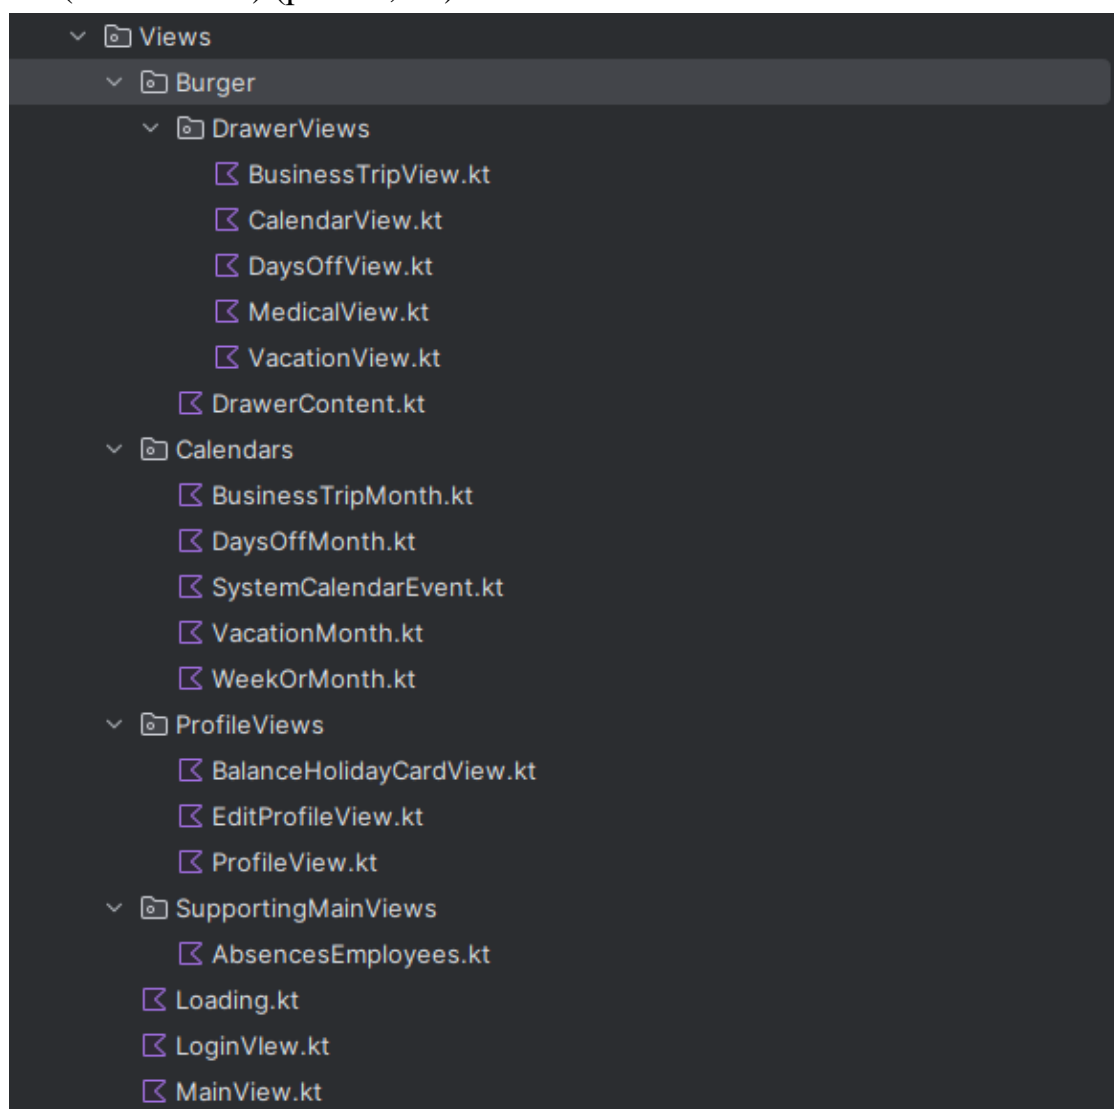 Views
Burger
DrawerViews
BusinessTripView.kt
CalendarView.kt
DaysOffView.kt
MedicalView.kt
VacationView.kt
DrawerContent.kt
Calendars
BusinessTripMonth.kt
DaysOffMonth.kt
SystemCalendarEvent.kt
VacationMonth.kt
WeekOrMonth.kt
ProfileViews
BalanceHolidayCardView.kt
EditProfileView.kt
ProfileView.kt
SupportingMainViews
AbsencesEmployees.kt
Loading.kt
LoginVIew.kt
MainView.kt